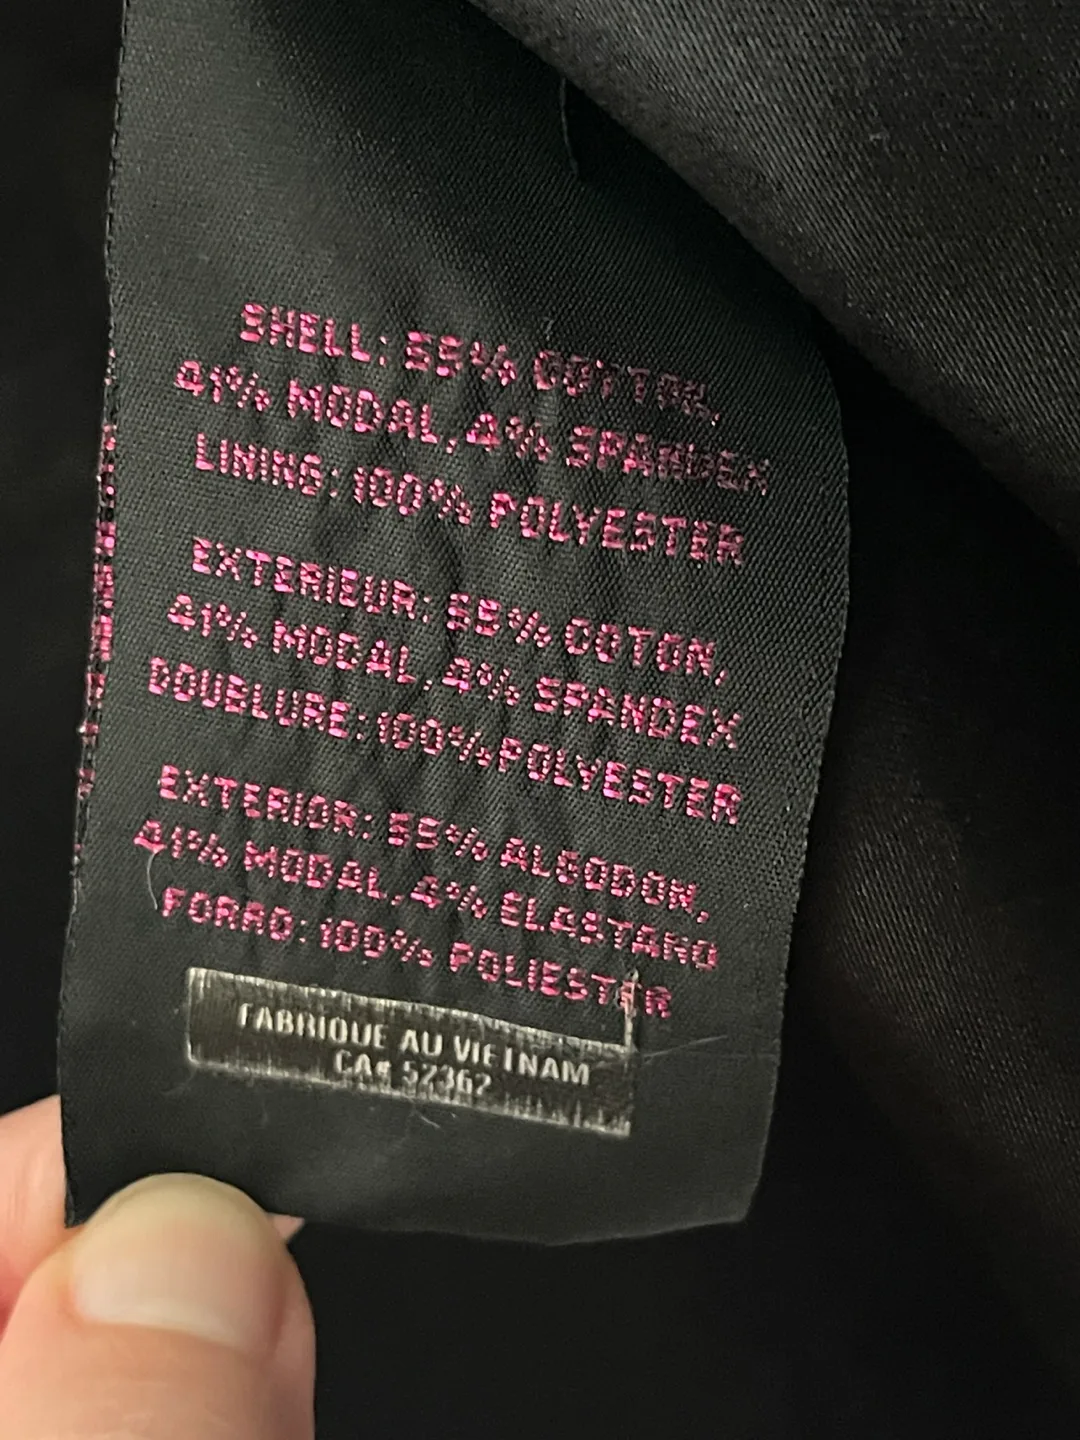 SHELL: 55% COTTON,
41% MODAL, 4% SPANDEX
LINING: 100% POLYESTER
EXTERIEUR: 55% COTON,
41% MODAL, 4% SPANDEX
DOUBLURE: 100% POLYESTER
EXTERIOR: 55% ALGODON,
41% MODAL, 4% ELASTANO
FORRO: 100% POLIESTER
FABRIQUE AU VIETNAM
CA# 52362